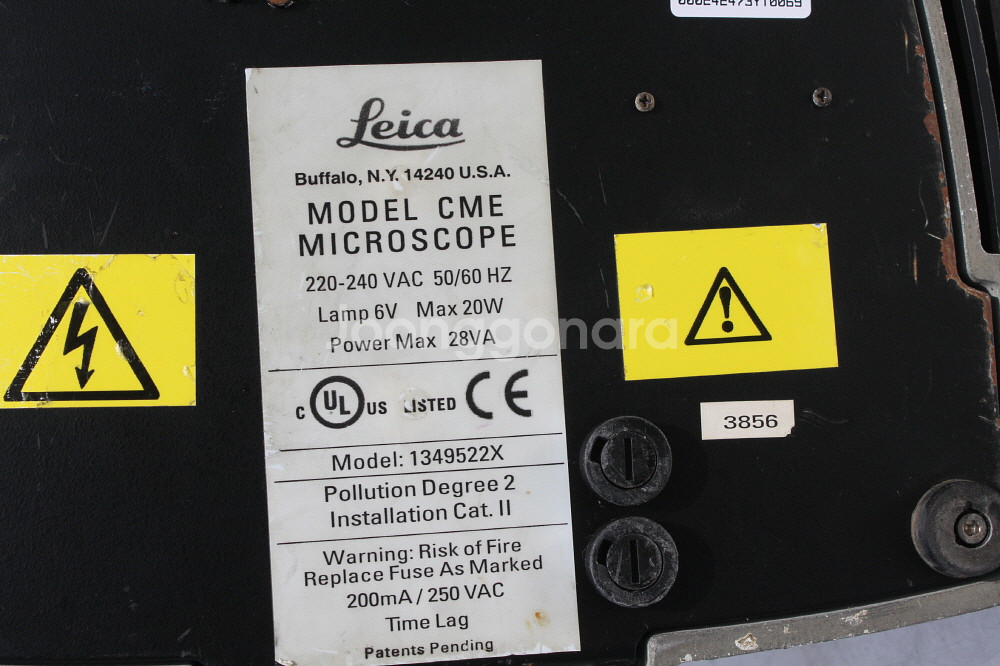 Leica
Buffalo, N.Y. 14240 U.S.A.
MODEL CME
MICROSCOPE
220-240 VAC 50/60 HZ
Lamp 6V Max 20W
Power Max 28VA
joonggonara
C UL US LISTED CE
Model: 1349522X
Pollution Degree 2
Installation Cat. II
Warning: Risk of Fire
Replace Fuse As Marked
200mA / 250 VAC
Time Lag
Patents Pending
3856